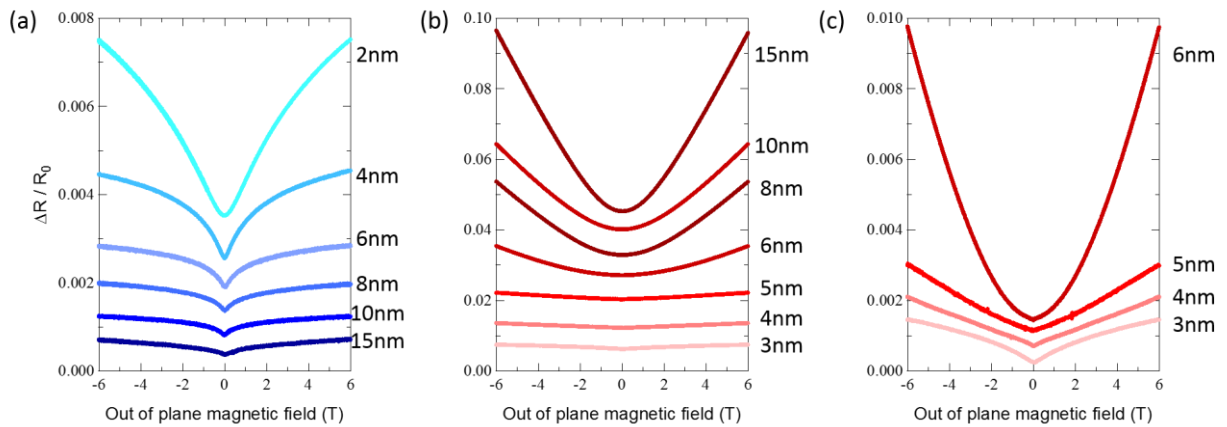 (a)
0.008
0.006
0.004
0.002
0.000
ΔR / R₀
-6 -4 -2 0 2 4 6
Out of plane magnetic field (T)
2nm
4nm
6nm
8nm
10nm
15nm
(b)
0.10
0.08
0.06
0.04
0.02
0.00
-6 -4 -2 0 2 4 6
Out of plane magnetic field (T)
15nm
10nm
8nm
6nm
5nm
4nm
3nm
(c)
0.010
0.008
0.006
0.004
0.002
0.000
-6 -4 -2 0 2 4 6
Out of plane magnetic field (T)
6nm
5nm
4nm
3nm